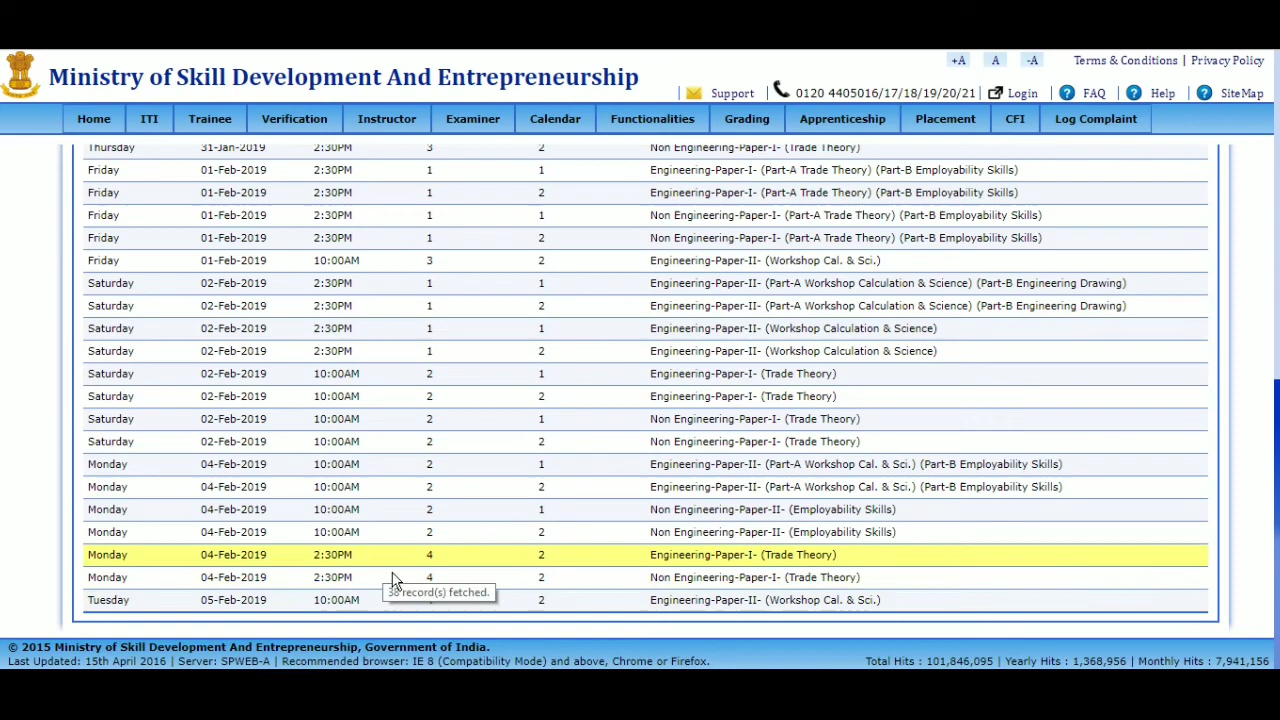 Ministry of Skill Development And Entrepreneurship
+A A -A Terms & Conditions | Privacy Policy
| Support | 0120 4405016/17/18/19/20/21 | Login | FAQ | Help | SiteMap
Home ITI Trainee Verification Instructor Examiner Calendar Functionalities Grading Apprenticeship Placement CFI Log Complaint
Thursday 31-Jan-2019 2:30PM 3 2 Non Engineering-Paper-I- (Trade Theory)
Friday 01-Feb-2019 2:30PM 1 1 Engineering-Paper-I- (Part-A Trade Theory) (Part-B Employability Skills)
Friday 01-Feb-2019 2:30PM 1 2 Engineering-Paper-I- (Part-A Trade Theory) (Part-B Employability Skills)
Friday 01-Feb-2019 2:30PM 1 1 Non Engineering-Paper-I- (Part-A Trade Theory) (Part-B Employability Skills)
Friday 01-Feb-2019 2:30PM 1 2 Non Engineering-Paper-I- (Part-A Trade Theory) (Part-B Employability Skills)
Friday 01-Feb-2019 10:00AM 3 2 Engineering-Paper-II- (Workshop Cal. & Sci.)
Saturday 02-Feb-2019 2:30PM 1 1 Engineering-Paper-II- (Part-A Workshop Calculation & Science) (Part-B Engineering Drawing)
Saturday 02-Feb-2019 2:30PM 1 2 Engineering-Paper-II- (Part-A Workshop Calculation & Science) (Part-B Engineering Drawing)
Saturday 02-Feb-2019 2:30PM 1 1 Engineering-Paper-II- (Workshop Calculation & Science)
Saturday 02-Feb-2019 2:30PM 1 2 Engineering-Paper-II- (Workshop Calculation & Science)
Saturday 02-Feb-2019 10:00AM 2 1 Engineering-Paper-I- (Trade Theory)
Saturday 02-Feb-2019 10:00AM 2 2 Engineering-Paper-I- (Trade Theory)
Saturday 02-Feb-2019 10:00AM 2 1 Non Engineering-Paper-I- (Trade Theory)
Saturday 02-Feb-2019 10:00AM 2 2 Non Engineering-Paper-I- (Trade Theory)
Monday 04-Feb-2019 10:00AM 2 1 Engineering-Paper-II- (Part-A Workshop Cal. & Sci.) (Part-B Employability Skills)
Monday 04-Feb-2019 10:00AM 2 2 Engineering-Paper-II- (Part-A Workshop Cal. & Sci.) (Part-B Employability Skills)
Monday 04-Feb-2019 10:00AM 2 1 Non Engineering-Paper-II- (Employability Skills)
Monday 04-Feb-2019 10:00AM 2 2 Non Engineering-Paper-II- (Employability Skills)
Monday 04-Feb-2019 2:30PM 4 2 Engineering-Paper-I- (Trade Theory)
Monday 04-Feb-2019 2:30PM 4 2 Non Engineering-Paper-I- (Trade Theory)
record(s) fetched.
Tuesday 05-Feb-2019 10:00AM 2 Engineering-Paper-II- (Workshop Cal. & Sci.)
© 2015 Ministry of Skill Development And Entrepreneurship, Government of India.
Last Updated: 15th April 2016 | Server: SPWEB-A | Recommended browser: IE 8 (Compatibility Mode) and above, Chrome or Firefox. Total Hits : 101,846,095 | Yearly Hits : 1,368,956 | Monthly Hits : 7,941,156